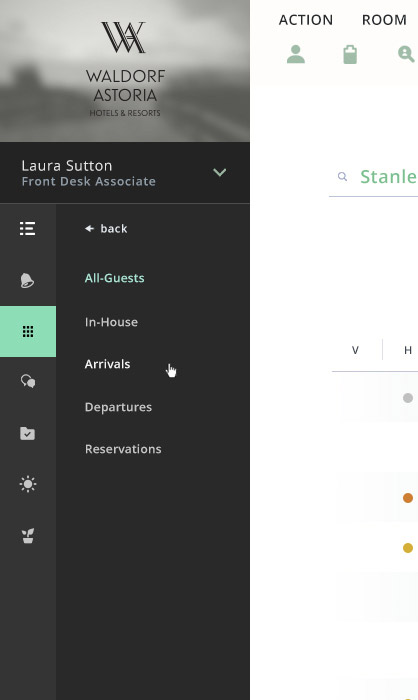 WALDORF
ASTORIA
HOTELS & RESORTS
Laura Sutton
Front Desk Associate
back
All-Guests
In-House
Arrivals
Departures
Reservations
ACTION ROOM
Stanle
V H